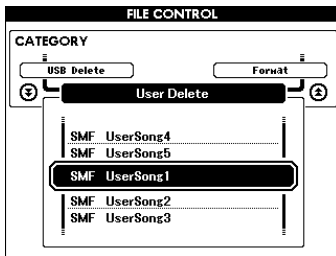 FILE CONTROL
CATEGORY
USB Delete
Format
User Delete
SMF UserSong4
SMF UserSong5
SMF UserSong1
SMF UserSong2
SMF UserSong3